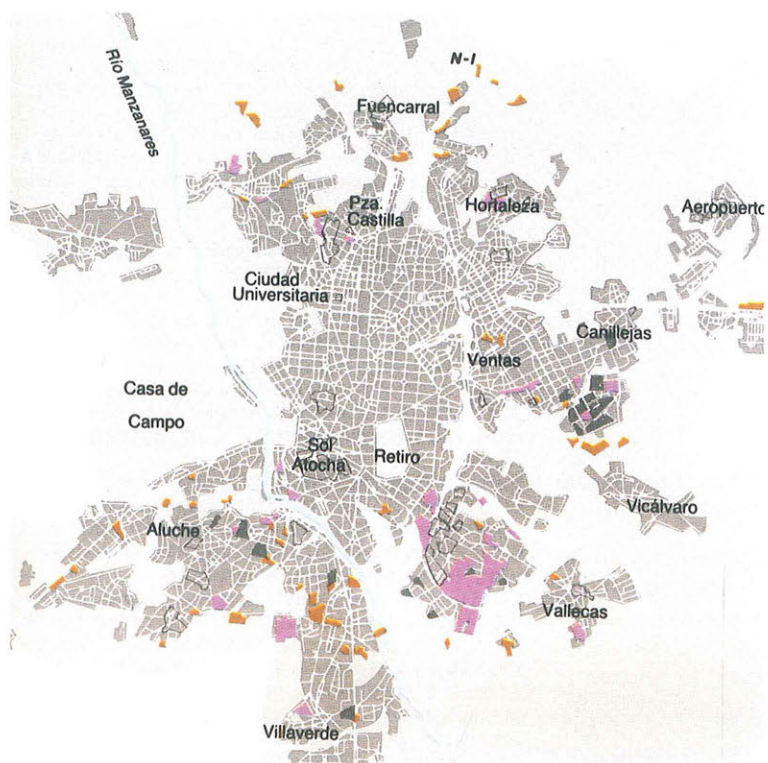 Río Manzanares
N-I
Fuencarral
Pza.
Castilla
Hortaleza
Aeropuerto
Ciudad
Universitaria
Ventas
Canillejas
Casa de
Campo
Sol
Atocha
Retiro
Aluche
Vicálvaro
Vallecas
Villaverde